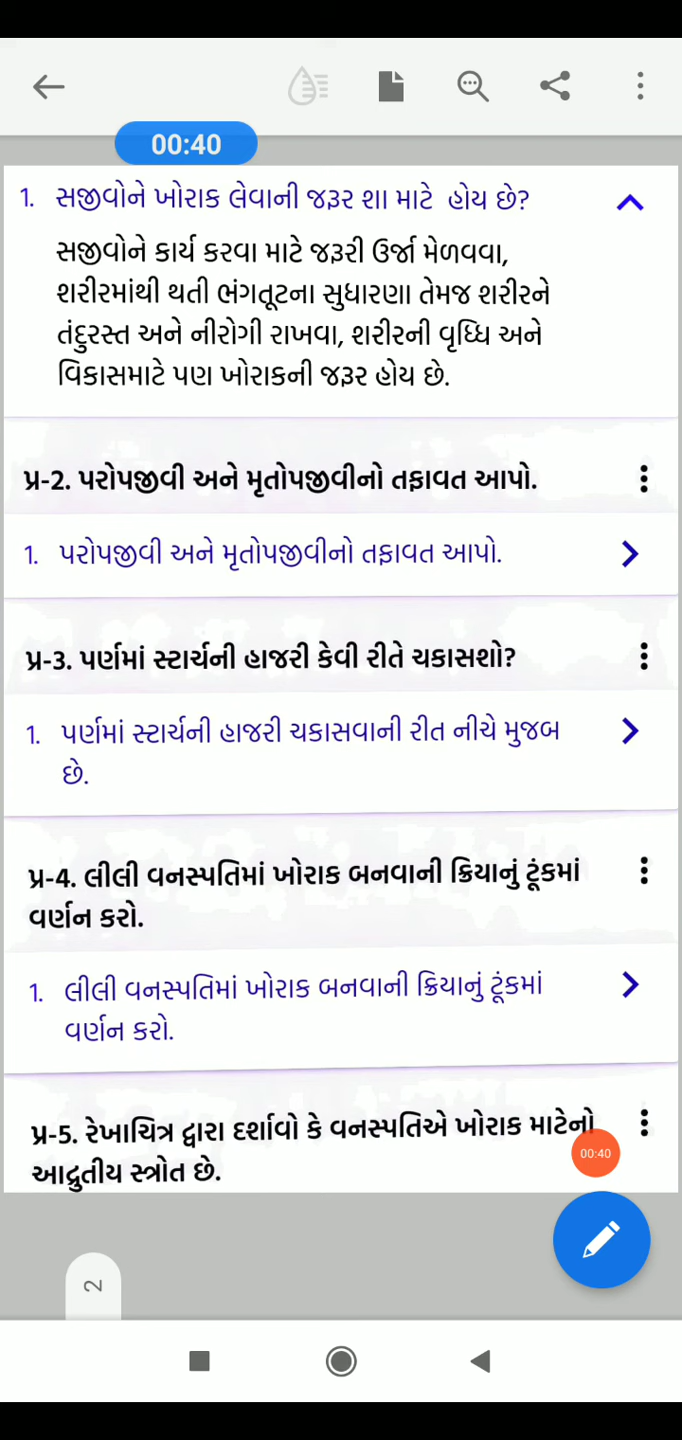 00:40
1. સજીવોને ખોરાક લેવાની જરૂર શા માટે હોય છે?
સજીવોને કાર્ય કરવા માટે જરૂરી ઉર્જા મેળવવા,
શરીરમાંથી થતી ભંગતૂટના સુધારણા તેમજ શરીરને
તંદુરસ્ત અને નીરોગી રાખવા, શરીરની વૃધ્ધિ અને
વિકાસમાટે પણ ખોરાકની જરૂર હોય છે.
પ્ર-2. પરોપજીવી અને મૃતોપજીવીનો તફાવત આપો.
1. પરોપજીવી અને મૃતોપજીવીનો તફાવત આપો.
પ્ર-3. પર્ણમાં સ્ટાર્ચની હાજરી કેવી રીતે ચકાસશો?
1. પર્ણમાં સ્ટાર્ચની હાજરી ચકાસવાની રીત નીચે મુજબ
છે.
પ્ર-4. લીલી વનસ્પતિમાં ખોરાક બનવાની ક્રિયાનું ટૂંકમાં
વર્ણન કરો.
1. લીલી વનસ્પતિમાં ખોરાક બનવાની ક્રિયાનું ટૂંકમાં
વર્ણન કરો.
પ્ર-5. રેખાચિત્ર દ્વારા દર્શાવો કે વનસ્પતિએ ખોરાક માટેનો
00:40
આદ્રુતીય સ્ત્રોત છે.
2